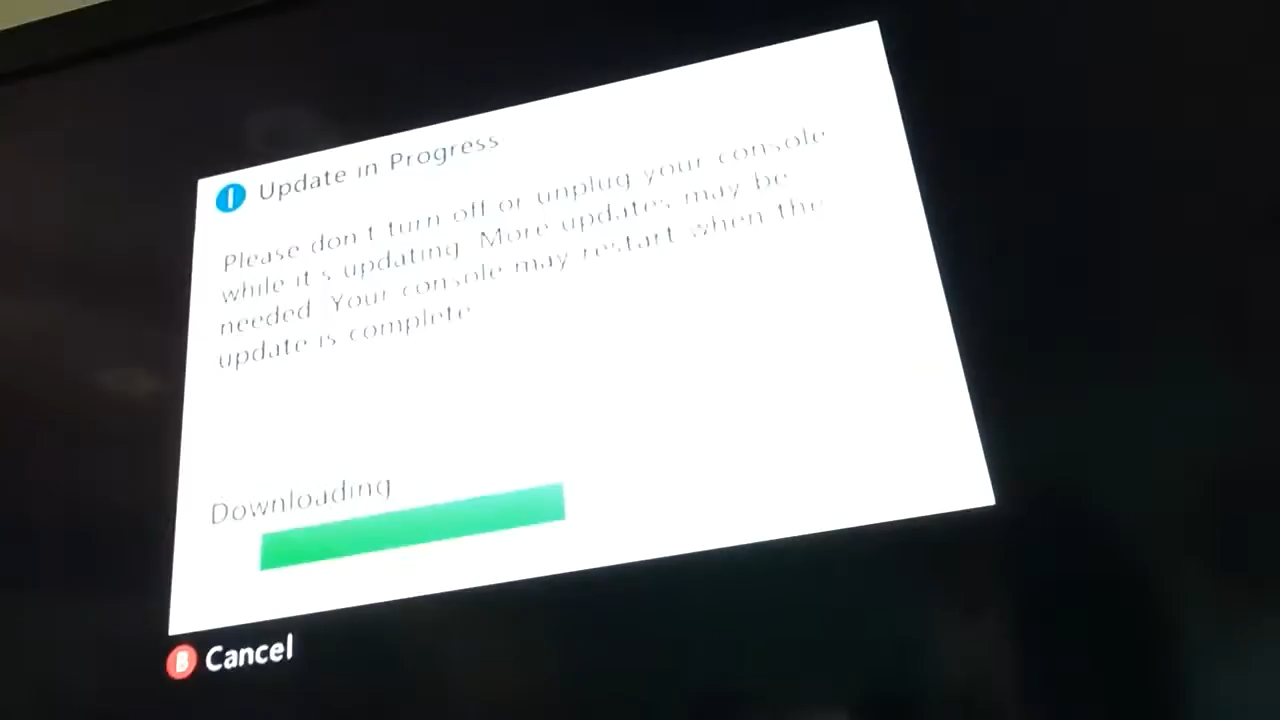 Update in Progress
Please don't turn off or unplug your console
while it's updating. More updates may be
needed. Your console may restart when the
update is complete.
Downloading
B Cancel